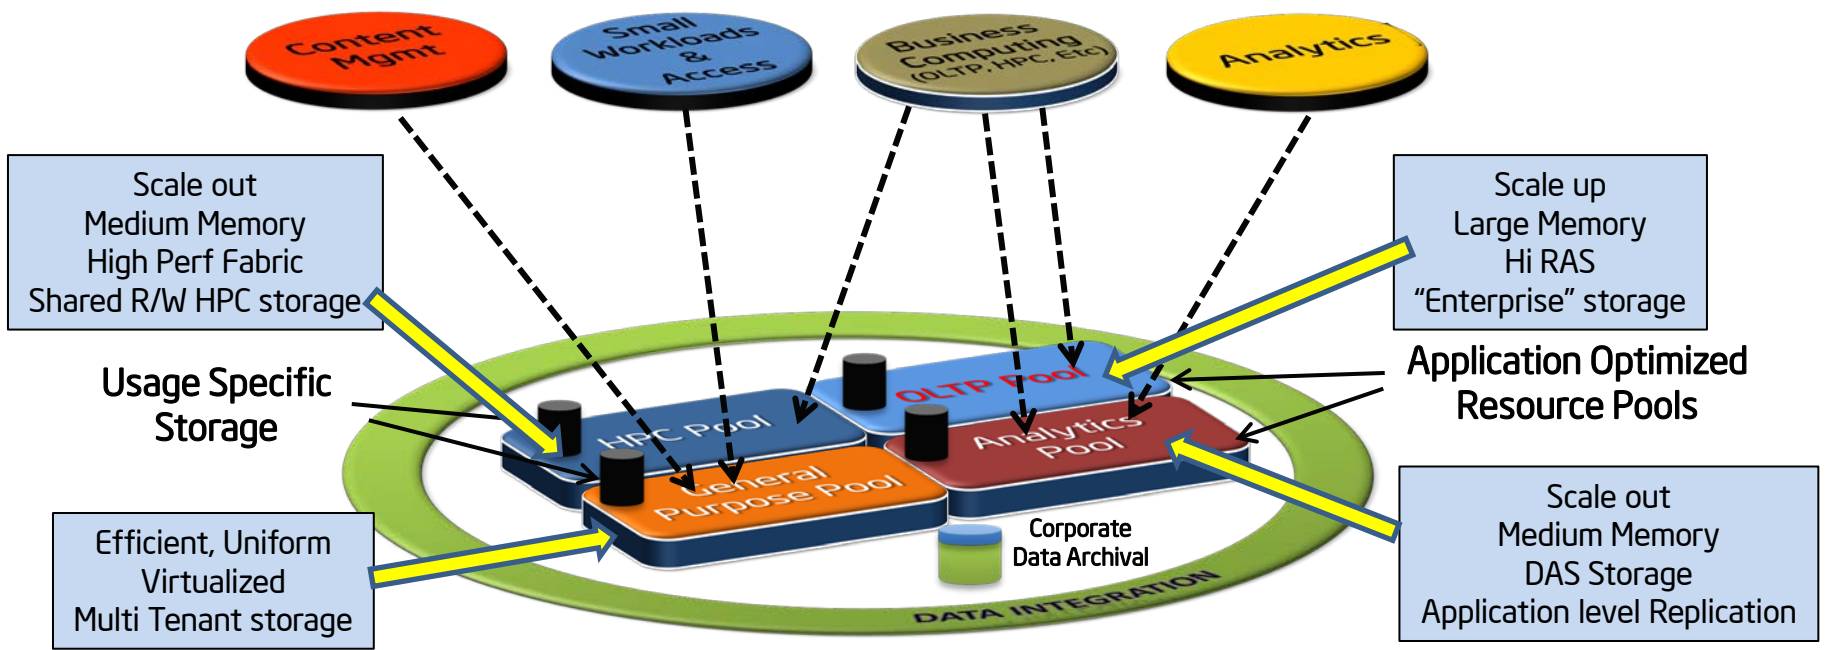 Content
Mgmt
Small
Workloads
&
Access
Business
Computing
(OLTP, HPC, Etc)
Analytics
Scale out
Medium Memory
High Perf Fabric
Shared R/W HPC storage
Scale up
Large Memory
Hi RAS
“Enterprise” storage
Usage Specific
Storage
Application Optimized
Resource Pools
OLTP Pool
HPC Pool
Analytics
Pool
General
Purpose Pool
Efficient, Uniform
Virtualized
Multi Tenant storage
Corporate
Data Archival
DATA INTEGRATION
Scale out
Medium Memory
DAS Storage
Application level Replication